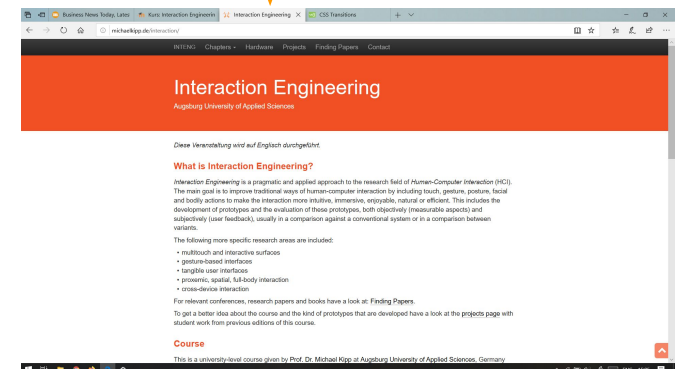 Business News Today, Lates
Kurs: Interaction Engineerin
Interaction Engineering
CSS Transitions
michaelkipp.de/interaction/
INTENG Chapters Hardware Projects Finding Papers Contact
Interaction Engineering
Augsburg University of Applied Sciences
Diese Veranstaltung wird auf Englisch durchgeführt.
What is Interaction Engineering?
Interaction Engineering is a pragmatic and applied approach to the research field of Human-Computer Interaction (HCI).
The main goal is to improve traditional ways of human-computer interaction by including touch, gesture, posture, facial
and bodily actions to make the interaction more intuitive, immersive, enjoyable, natural or efficient. This includes the
development of prototypes and the evaluation of these prototypes, both objectively (measurable aspects) and
subjectively (user feedback), usually in a comparison against a conventional system or in a comparison between
variants.
The following more specific research areas are included:
• multitouch and interactive surfaces
• gesture-based interfaces
• tangible user interfaces
• proxemic, spatial, full-body interaction
• cross-device interaction
For relevant conferences, research papers and books have a look at: Finding Papers.
To get a better idea about the course and the kind of prototypes that are developed have a look at the projects page with
student work from previous editions of this course.
Course
This is a university-level course given by Prof. Dr. Michael Kipp at Augsburg University of Applied Sciences, Germany